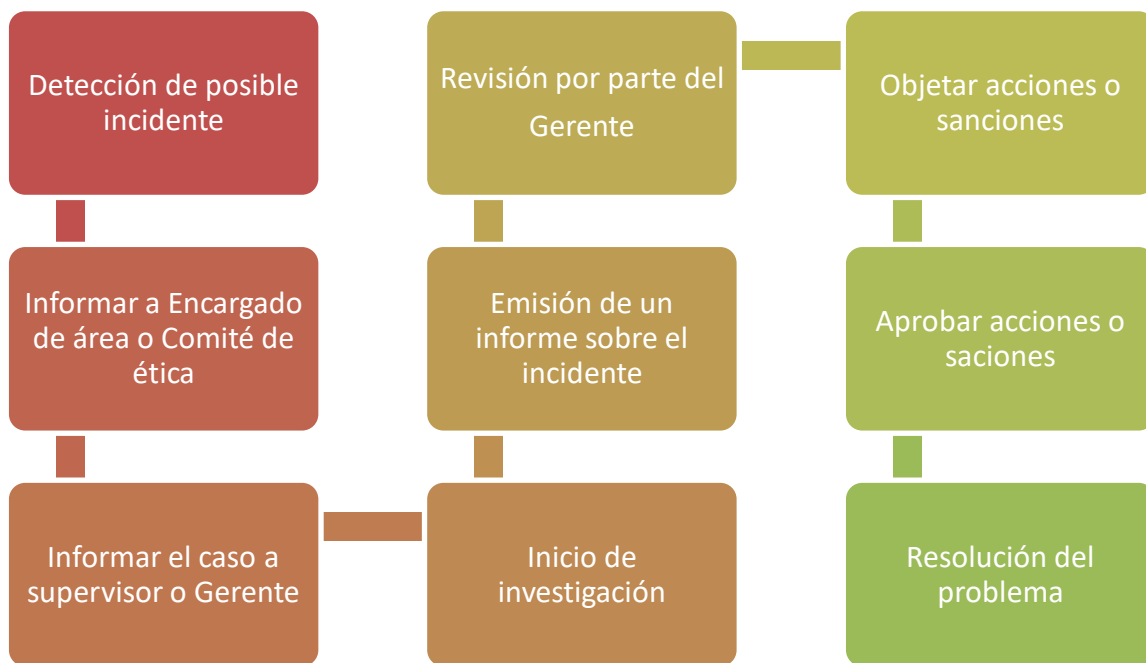 Detección de posible
incidente
Informar a Encargado
de área o Comité de
ética
Informar el caso a
supervisor o Gerente
Inicio de
investigación
Emisión de un
informe sobre el
incidente
Revisión por parte del
Gerente
Objetar acciones o
sanciones
Aprobar acciones o
saciones
Resolución del
problema